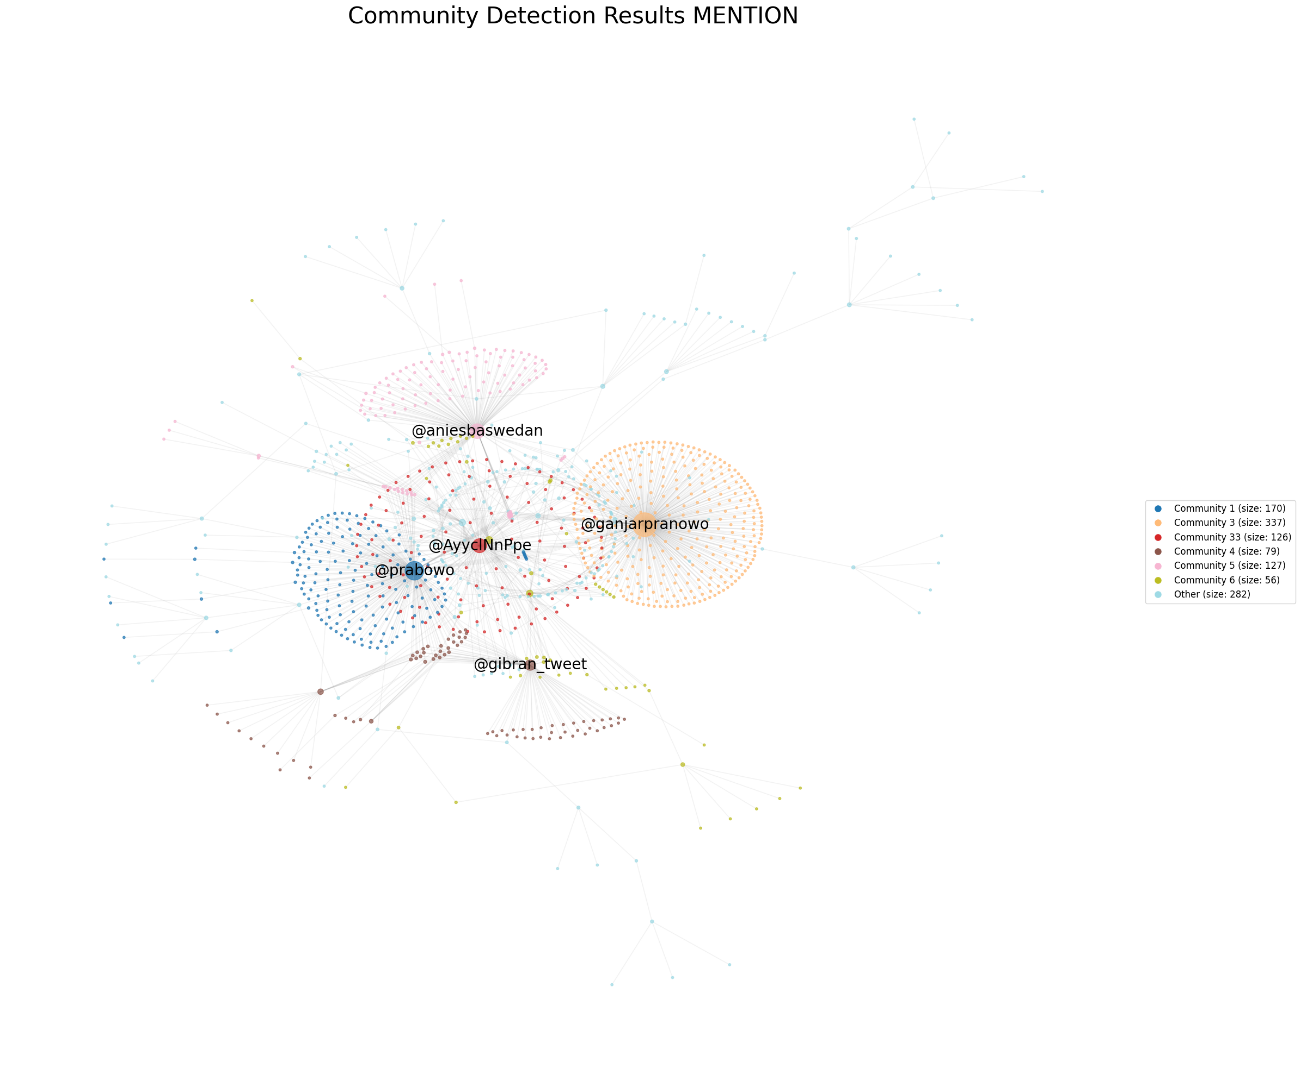 Community Detection Results MENTION
@aniesbaswedan
@ganjarpranowo
@AyyclNnPpe
@prabowo
@gibran_tweet
Community 1 (size: 170)
Community 3 (size: 337)
Community 33 (size: 126)
Community 4 (size: 79)
Community 5 (size: 127)
Community 6 (size: 56)
Other (size: 282)